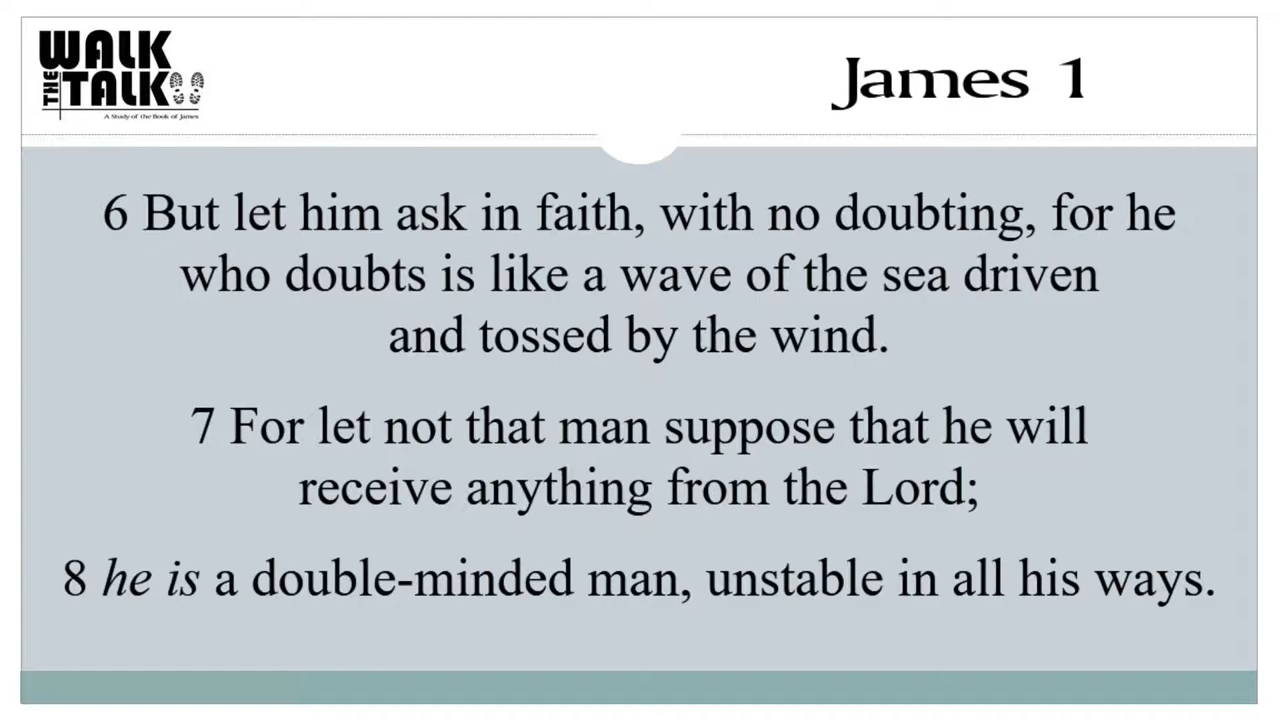 WALK
THE TALK
A Study of the Book of James
James 1
6 But let him ask in faith, with no doubting, for he
who doubts is like a wave of the sea driven
and tossed by the wind.
7 For let not that man suppose that he will
receive anything from the Lord;
8 he is a double-minded man, unstable in all his ways.